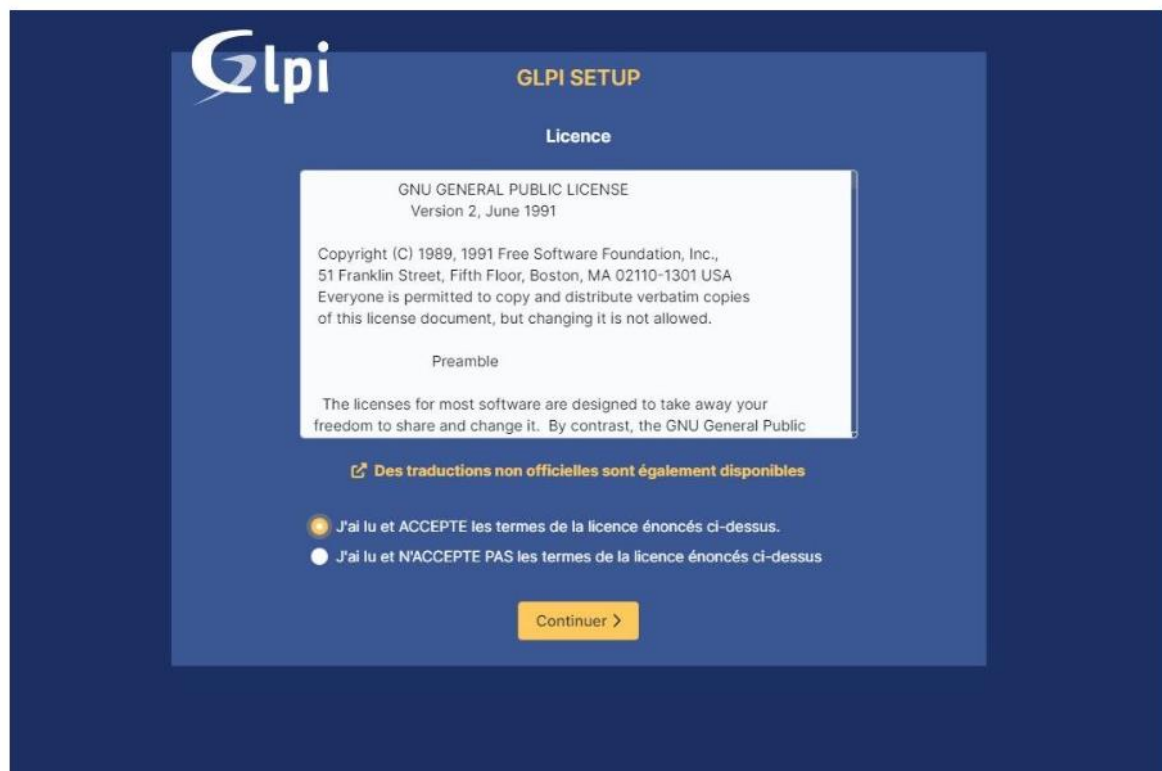 Glpi
GLPI SETUP
Licence
GNU GENERAL PUBLIC LICENSE
Version 2, June 1991
Copyright (C) 1989, 1991 Free Software Foundation, Inc.,
51 Franklin Street, Fifth Floor, Boston, MA 02110-1301 USA
Everyone is permitted to copy and distribute verbatim copies
of this license document, but changing it is not allowed.
Preamble
The licenses for most software are designed to take away your
freedom to share and change it. By contrast, the GNU General Public
Des traductions non officielles sont également disponibles
J'ai lu et ACCEPTE les termes de la licence énoncés ci-dessus.
J'ai lu et N'ACCEPTE PAS les termes de la licence énoncés ci-dessus
Continuer >